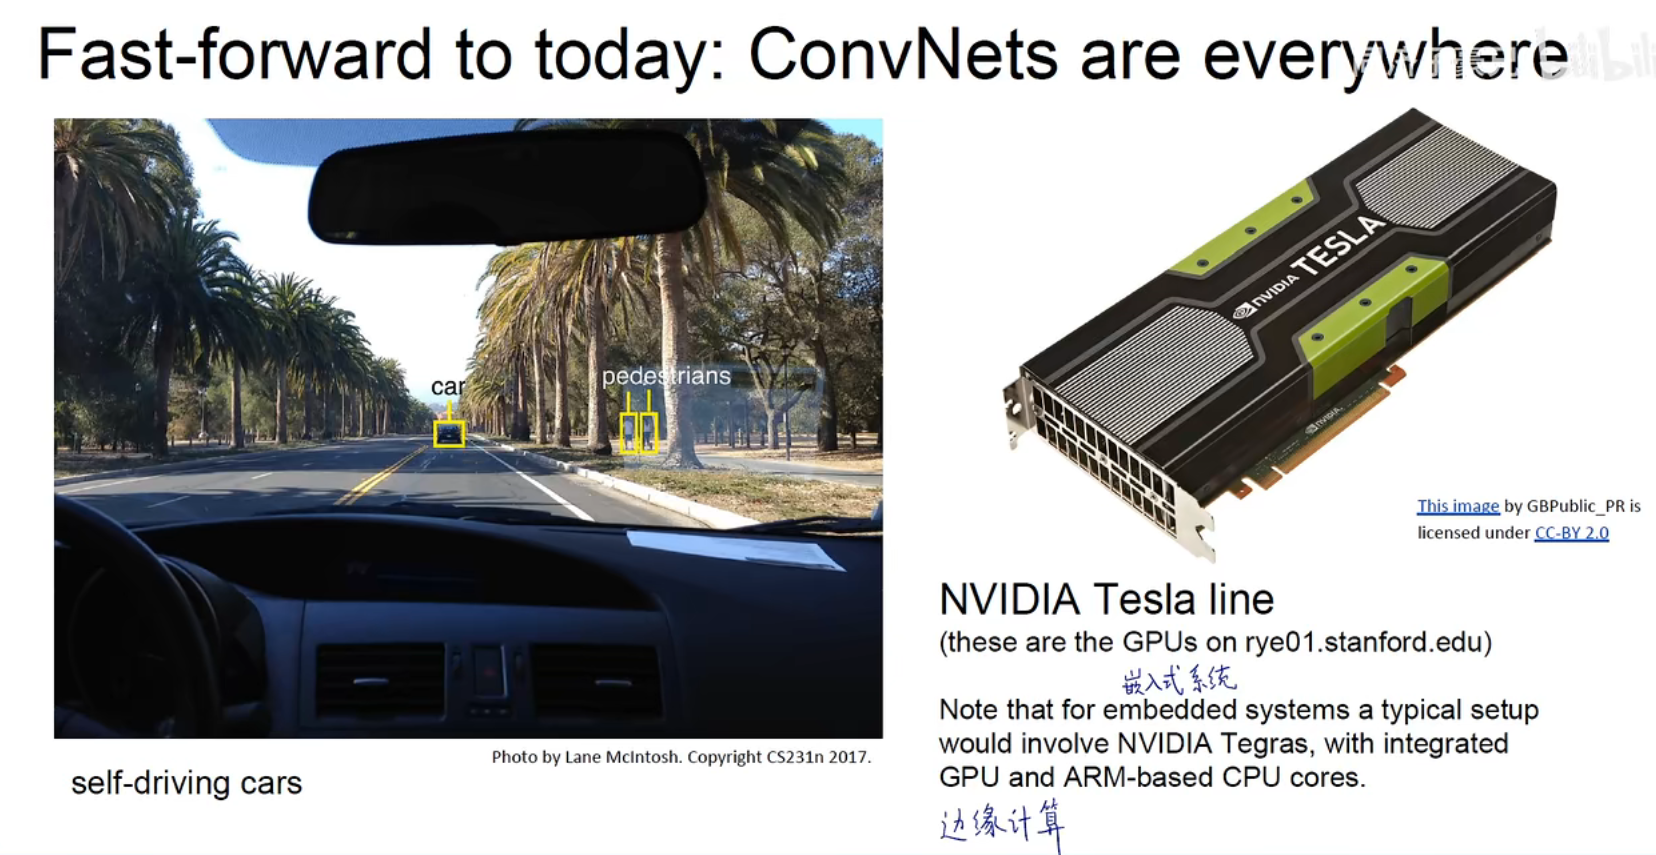 Fast-forward to today: ConvNets are everywhere
bilibili
car
pedestrians
NVIDIA TESLA
NVIDIA.
This image by GBPublic_PR is
licensed under CC-BY 2.0
Photo by Lane McIntosh. Copyright CS231n 2017.
self-driving cars
NVIDIA Tesla line
(these are the GPUs on rye01.stanford.edu)
嵌入式系统
Note that for embedded systems a typical setup
would involve NVIDIA Tegras, with integrated
GPU and ARM-based CPU cores.
边缘计算